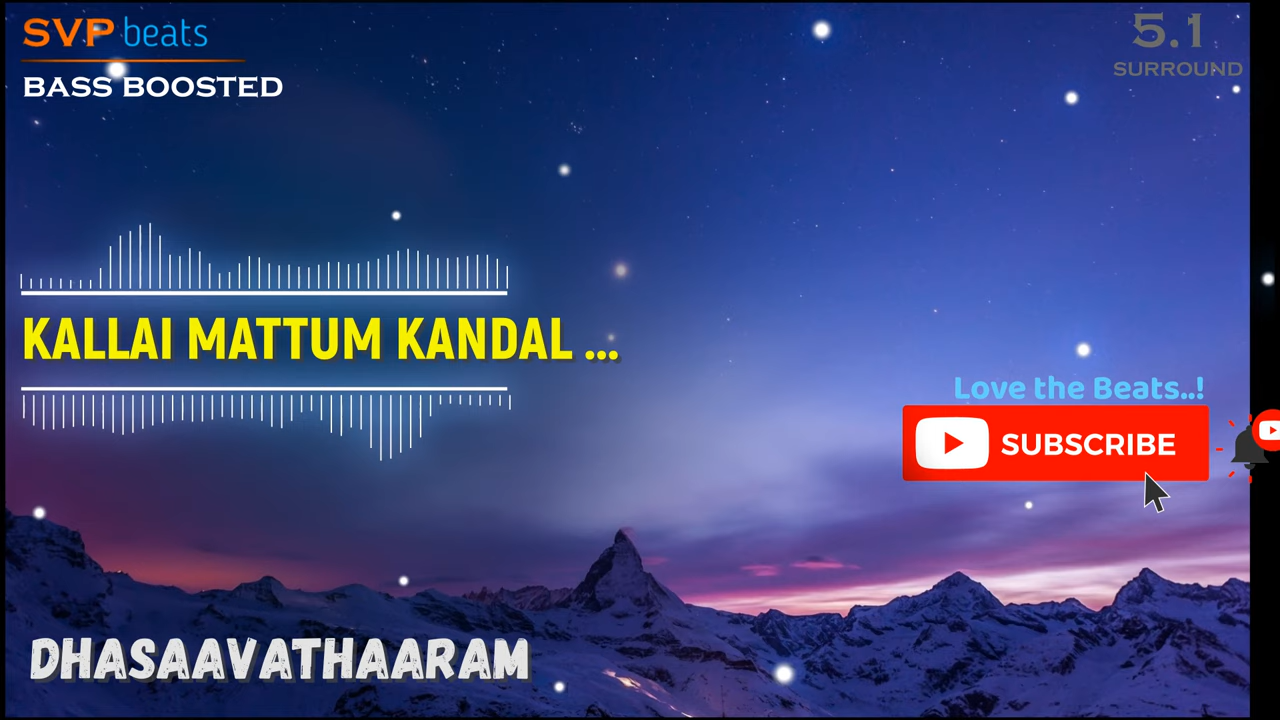 SVP beats
BASS BOOSTED
5.1
SURROUND
KALLAI MATTUM KANDAL ...
Love the Beats..!
SUBSCRIBE
DHASAAVATHAARAM